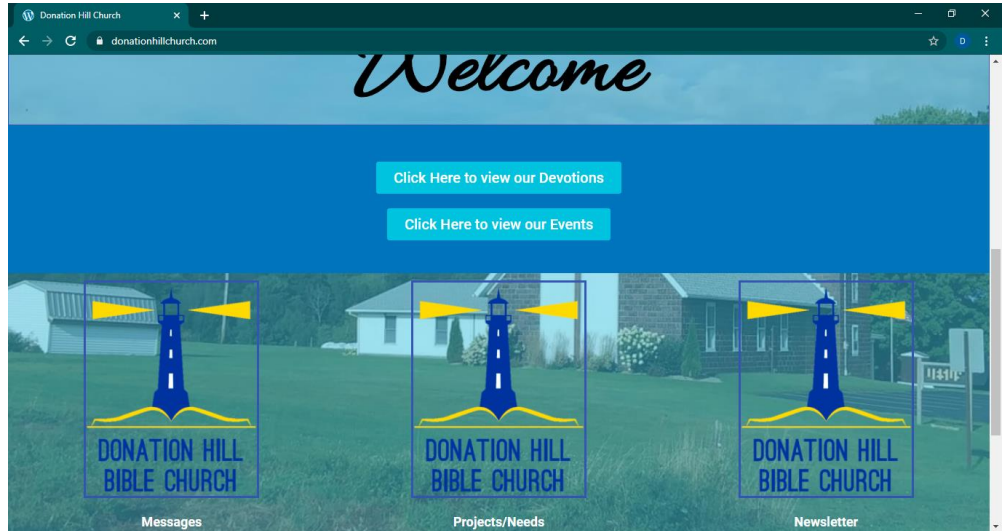 Donation Hill Church
donationhillchurch.com
D
Welcome
Click Here to view our Devotions
Click Here to view our Events
DONATION HILL
BIBLE CHURCH
DONATION HILL
BIBLE CHURCH
DONATION HILL
BIBLE CHURCH
JESUS
Messages
Projects/Needs
Newsletter